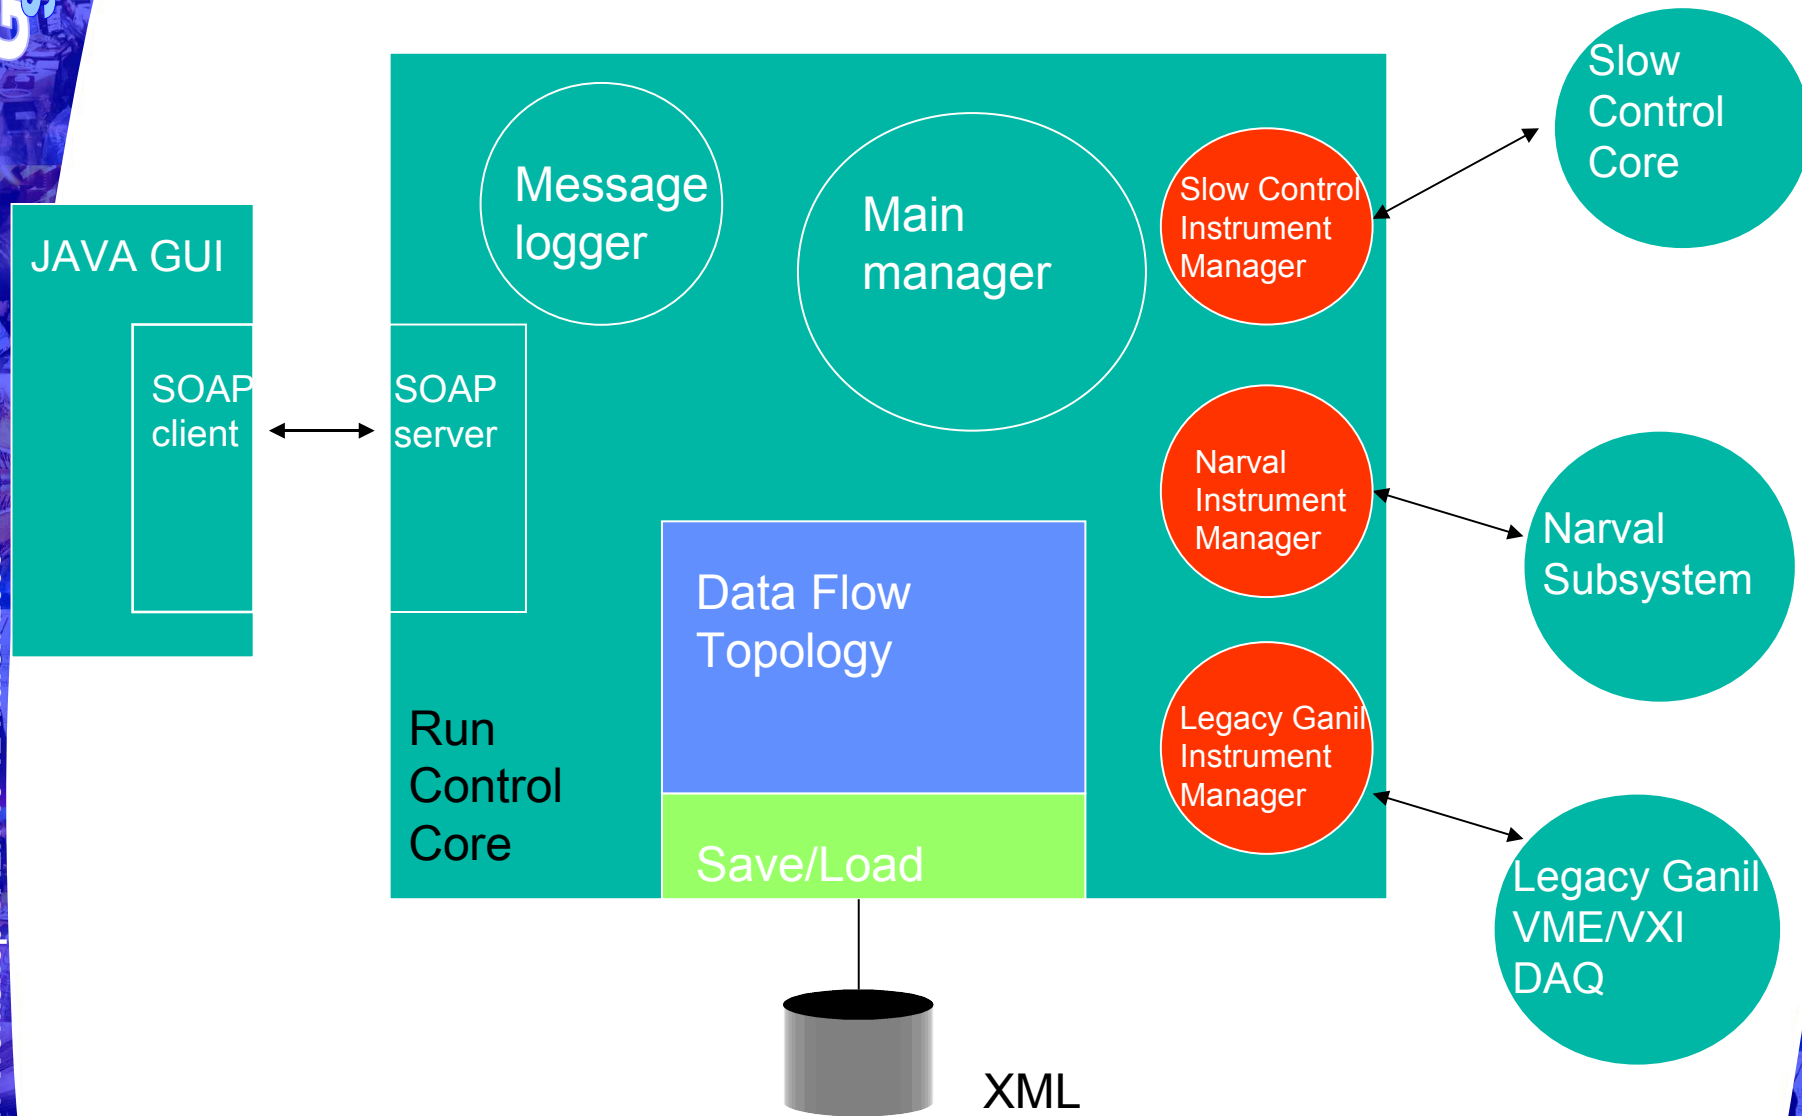 JAVA GUI
SOAP
client
SOAP
server
Message
logger
Main
manager
Slow Control
Instrument
Manager
Slow
Control
Core
Narval
Instrument
Manager
Narval
Subsystem
Data Flow
Topology
Run
Control
Core
Save/Load
Legacy Ganil
Instrument
Manager
Legacy Ganil
VME/VXI
DAQ
XML